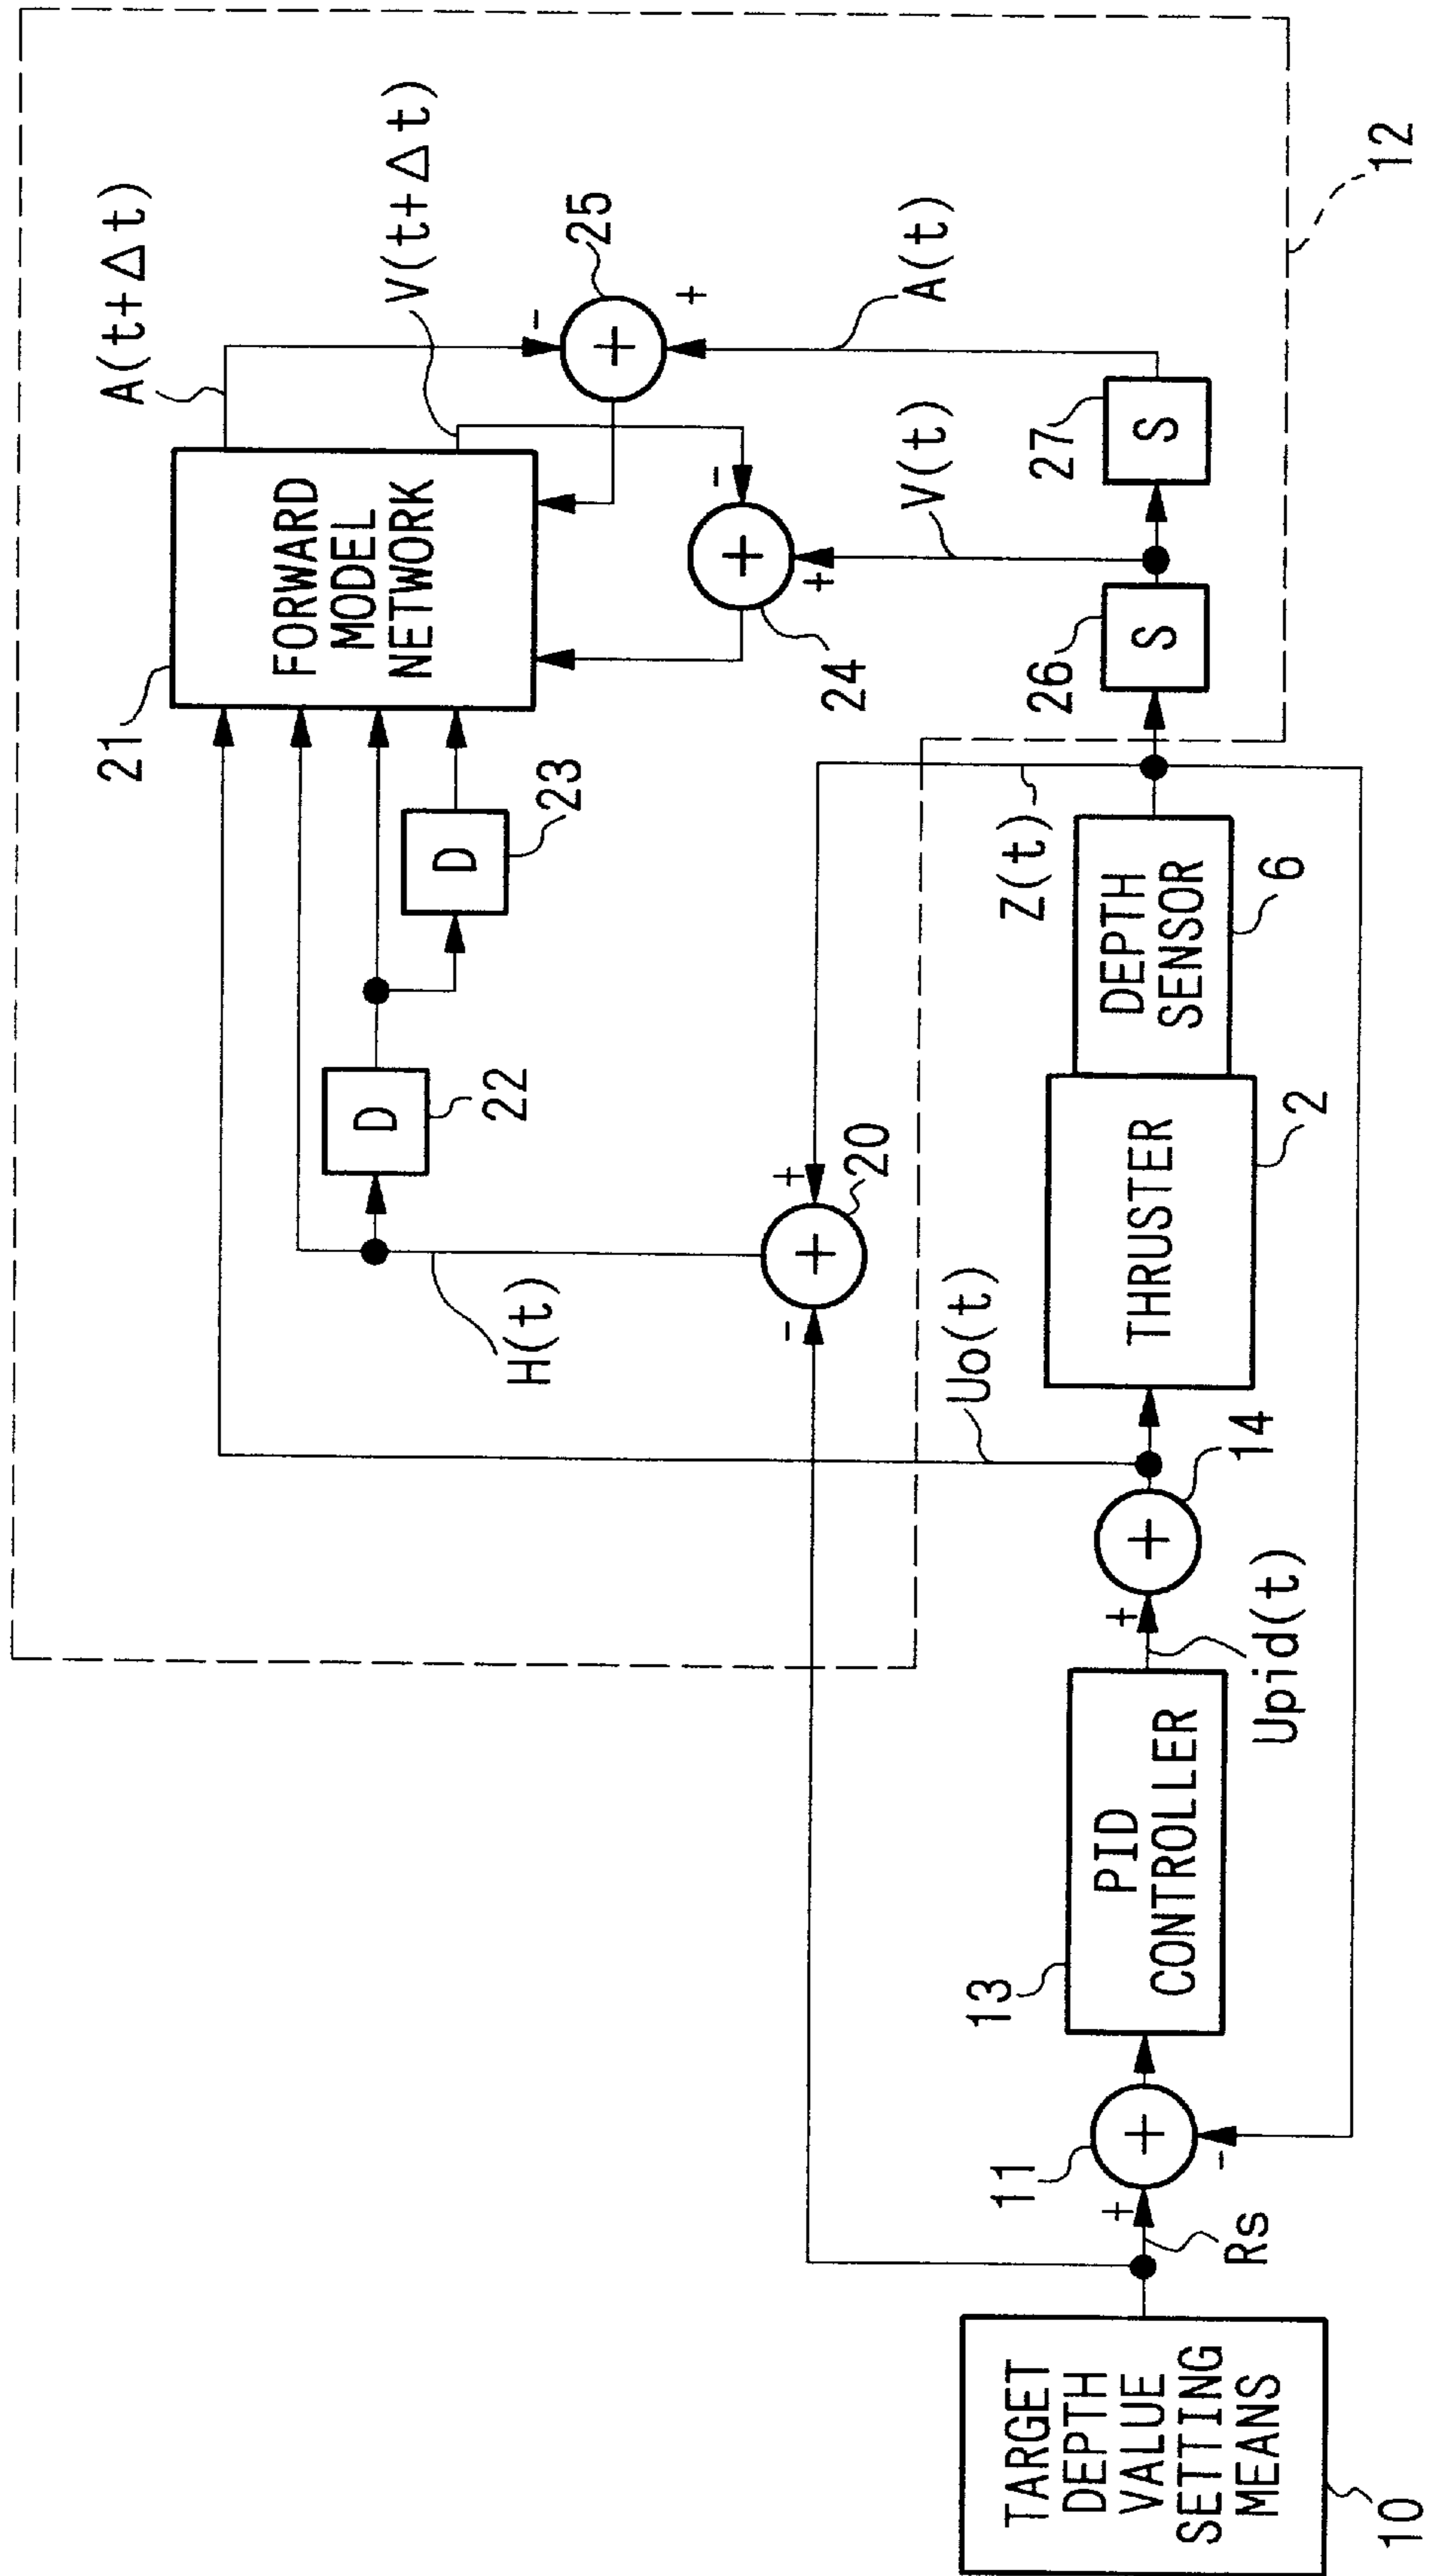 A(t+Δt)
V(t+Δt)
21
FORWARD
MODEL
NETWORK
25
-
+
A(t)
12
22
D
23
D
-
+
24
V(t)
26
S
27
S
H(t)
20
+
-
Z(t)
Uo(t)
TARGET
DEPTH
VALUE
SETTING
MEANS
10
Rs
11
+
-
13
PID
CONTROLLER
Upid(t)
+
14
THRUSTER
2
DEPTH
SENSOR
6
+
+
+
+
+